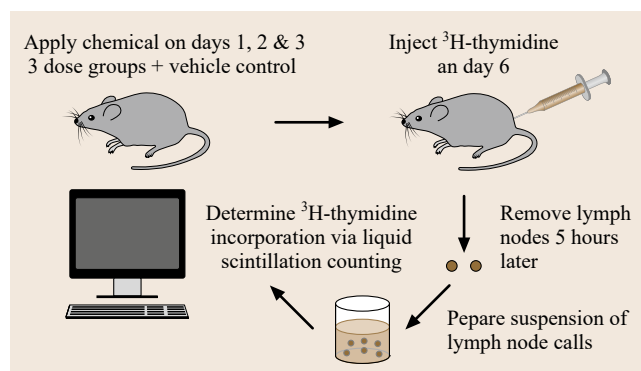 Apply chemical on days 1, 2 & 3
3 dose groups + vehicle control
Inject ³H-thymidine
an day 6
Determine ³H-thymidine
incorporation via liquid
scintillation counting
Remove lymph
nodes 5 hours
later
Pepare suspension of
lymph node calls